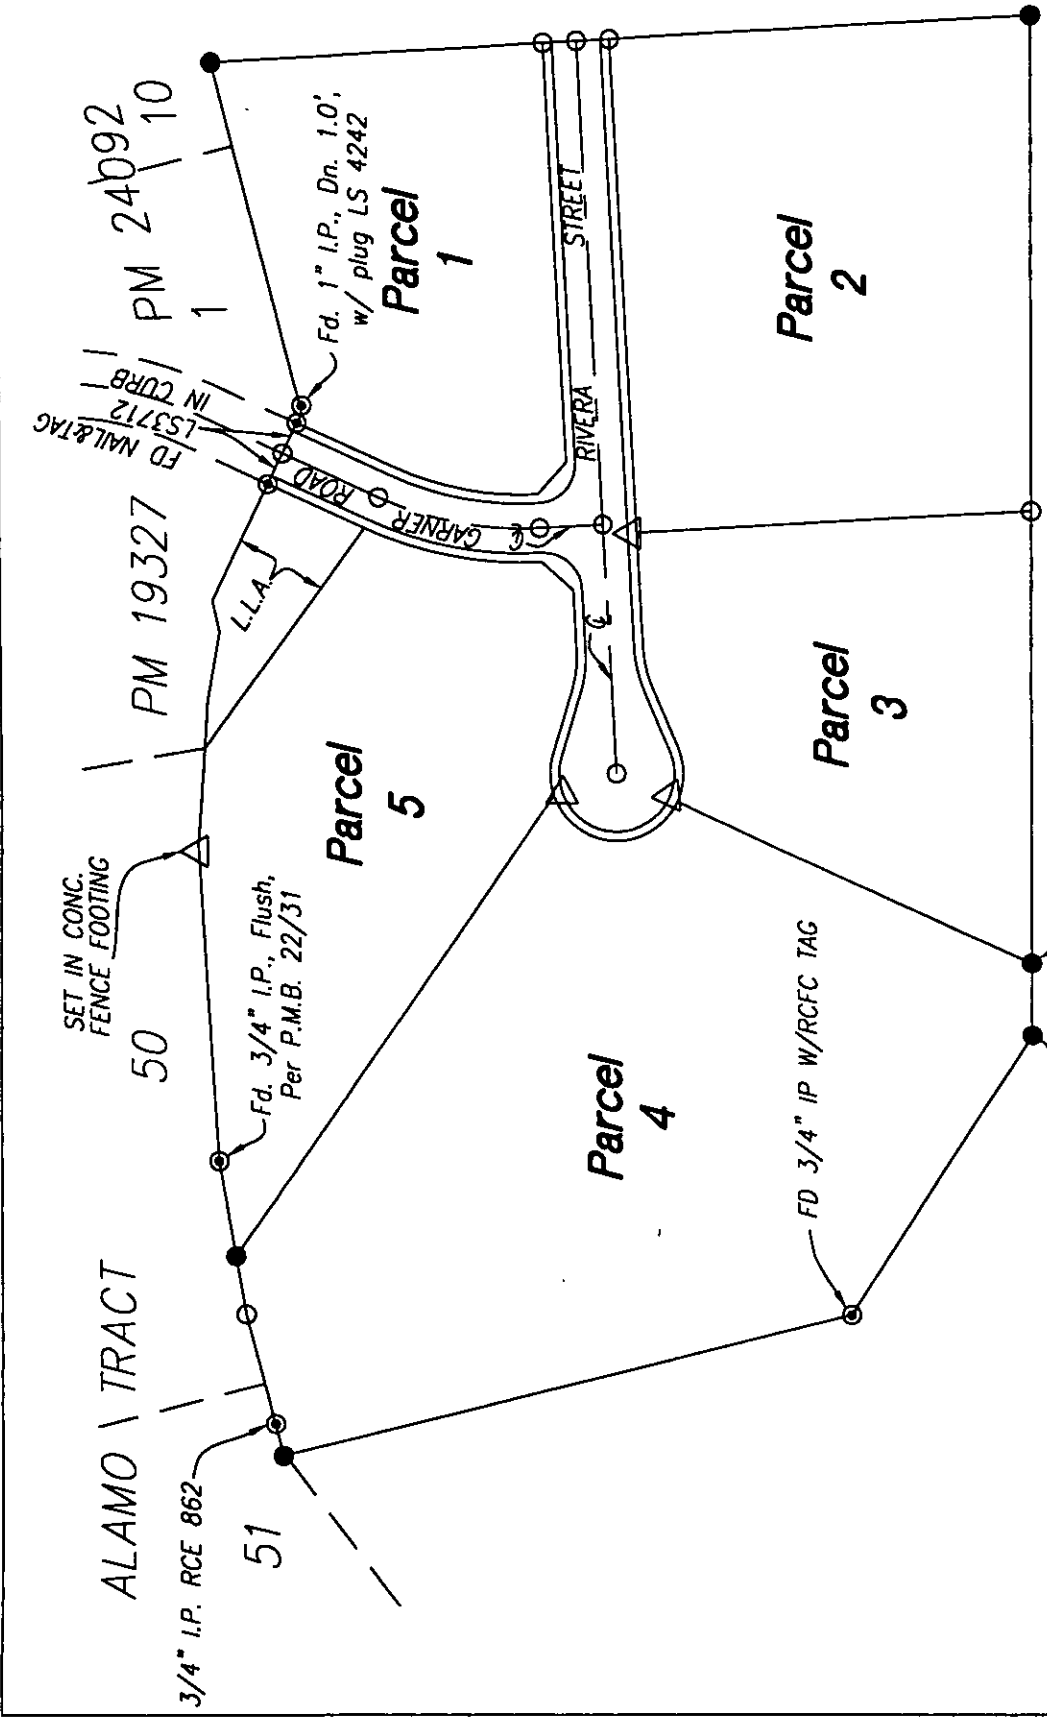 ALAMO TRACT
3/4" I.P. RCE 862
51
50
SET IN CONC.
FENCE FOOTING
PM 19327
FD NAIL&TAG
LS3712
IN CURB
PM 24092
1
10
Fd. 3/4" I.P., Flush,
Per P.M.B. 22/31
L.L.A.
GARNER ROAD
℄
Fd. 1" I.P., Dn. 1.0',
w/ plug LS 4242
Parcel
1
Parcel
5
℄
RIVERA STREET
Parcel
4
FD 3/4" IP W/RCFC TAG
Parcel
3
Parcel
2